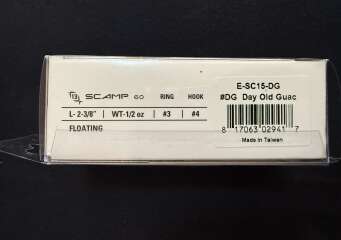 SCAMP 60 RING HOOK
L- 2-3/8" WT-1/2 oz #3 #4
FLOATING
E-SC15-DG
#DG Day Old Guac
8 17063 02941 7
Made in Taiwan